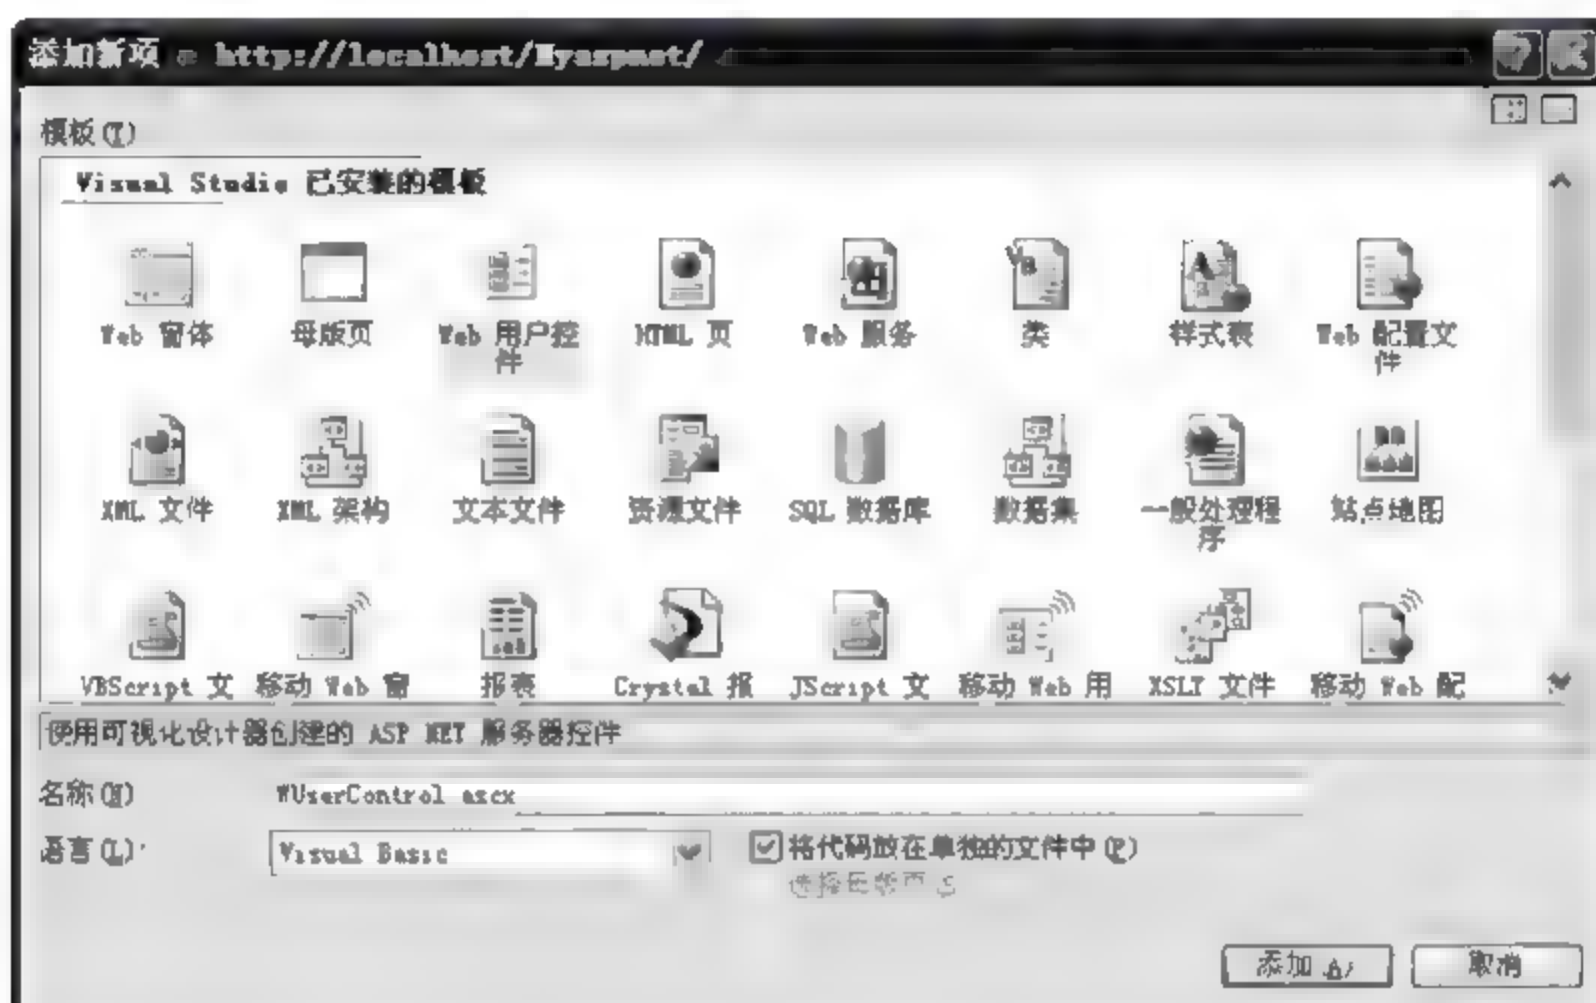 添加新项 - http://localhost/Myaspnet/
模板(T)
Visual Studio 已安装的模板
Web 窗体 母版页 Web 用户控件 HTML 页 Web 服务 类 样式表 Web 配置文件
XML 文件 XML 架构 文本文件 资源文件 SQL 数据库 数据集 一般处理程序 站点地图
VBScript 文 移动 Web 窗 报表 Crystal 报 JScript 文 移动 Web 用 XSLT 文件 移动 Web 配
使用可视化设计器创建的 ASP NET 服务器控件
名称(N) WUserControl ascx
语言(L): Visual Basic 将代码放在单独的文件中(P)
选择母版页 S
添加 A) 取消